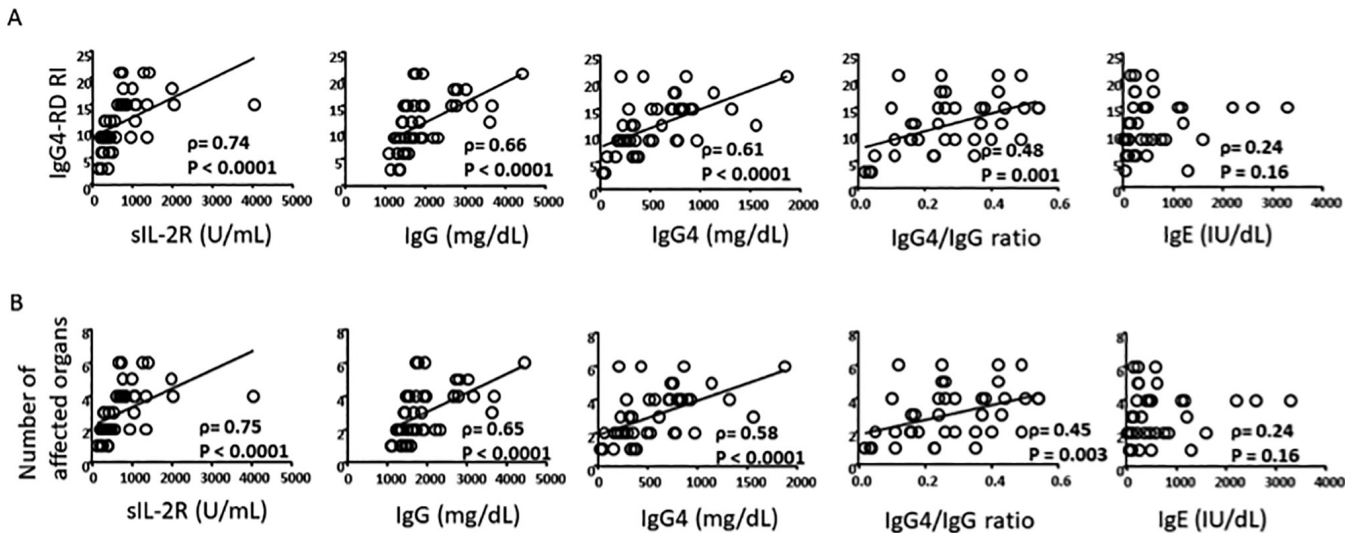 A
IgG4-RD RI
25
20
15
10
5
0
ρ= 0.74
P < 0.0001
0 1000 2000 3000 4000 5000
sIL-2R (U/mL)
25
20
15
10
5
0
ρ= 0.66
P < 0.0001
0 1000 2000 3000 4000 5000
IgG (mg/dL)
25
20
15
10
5
0
ρ= 0.61
P < 0.0001
0 500 1000 1500 2000
IgG4 (mg/dL)
25
20
15
10
5
0
ρ= 0.48
P = 0.001
0.0 0.2 0.4 0.6
IgG4/IgG ratio
25
20
15
10
5
0
ρ= 0.24
P = 0.16
0 1000 2000 3000 4000
IgE (IU/dL)
B
Number of
affected organs
8
6
4
2
0
ρ= 0.75
P < 0.0001
0 1000 2000 3000 4000 5000
sIL-2R (U/mL)
8
6
4
2
0
ρ= 0.65
P < 0.0001
0 1000 2000 3000 4000 5000
IgG (mg/dL)
8
6
4
2
0
ρ= 0.58
P < 0.0001
0 500 1000 1500 2000
IgG4 (mg/dL)
8
6
4
2
0
ρ= 0.45
P = 0.003
0.0 0.2 0.4 0.6
IgG4/IgG ratio
8
6
4
2
0
ρ= 0.24
P = 0.16
0 1000 2000 3000 4000
IgE (IU/dL)